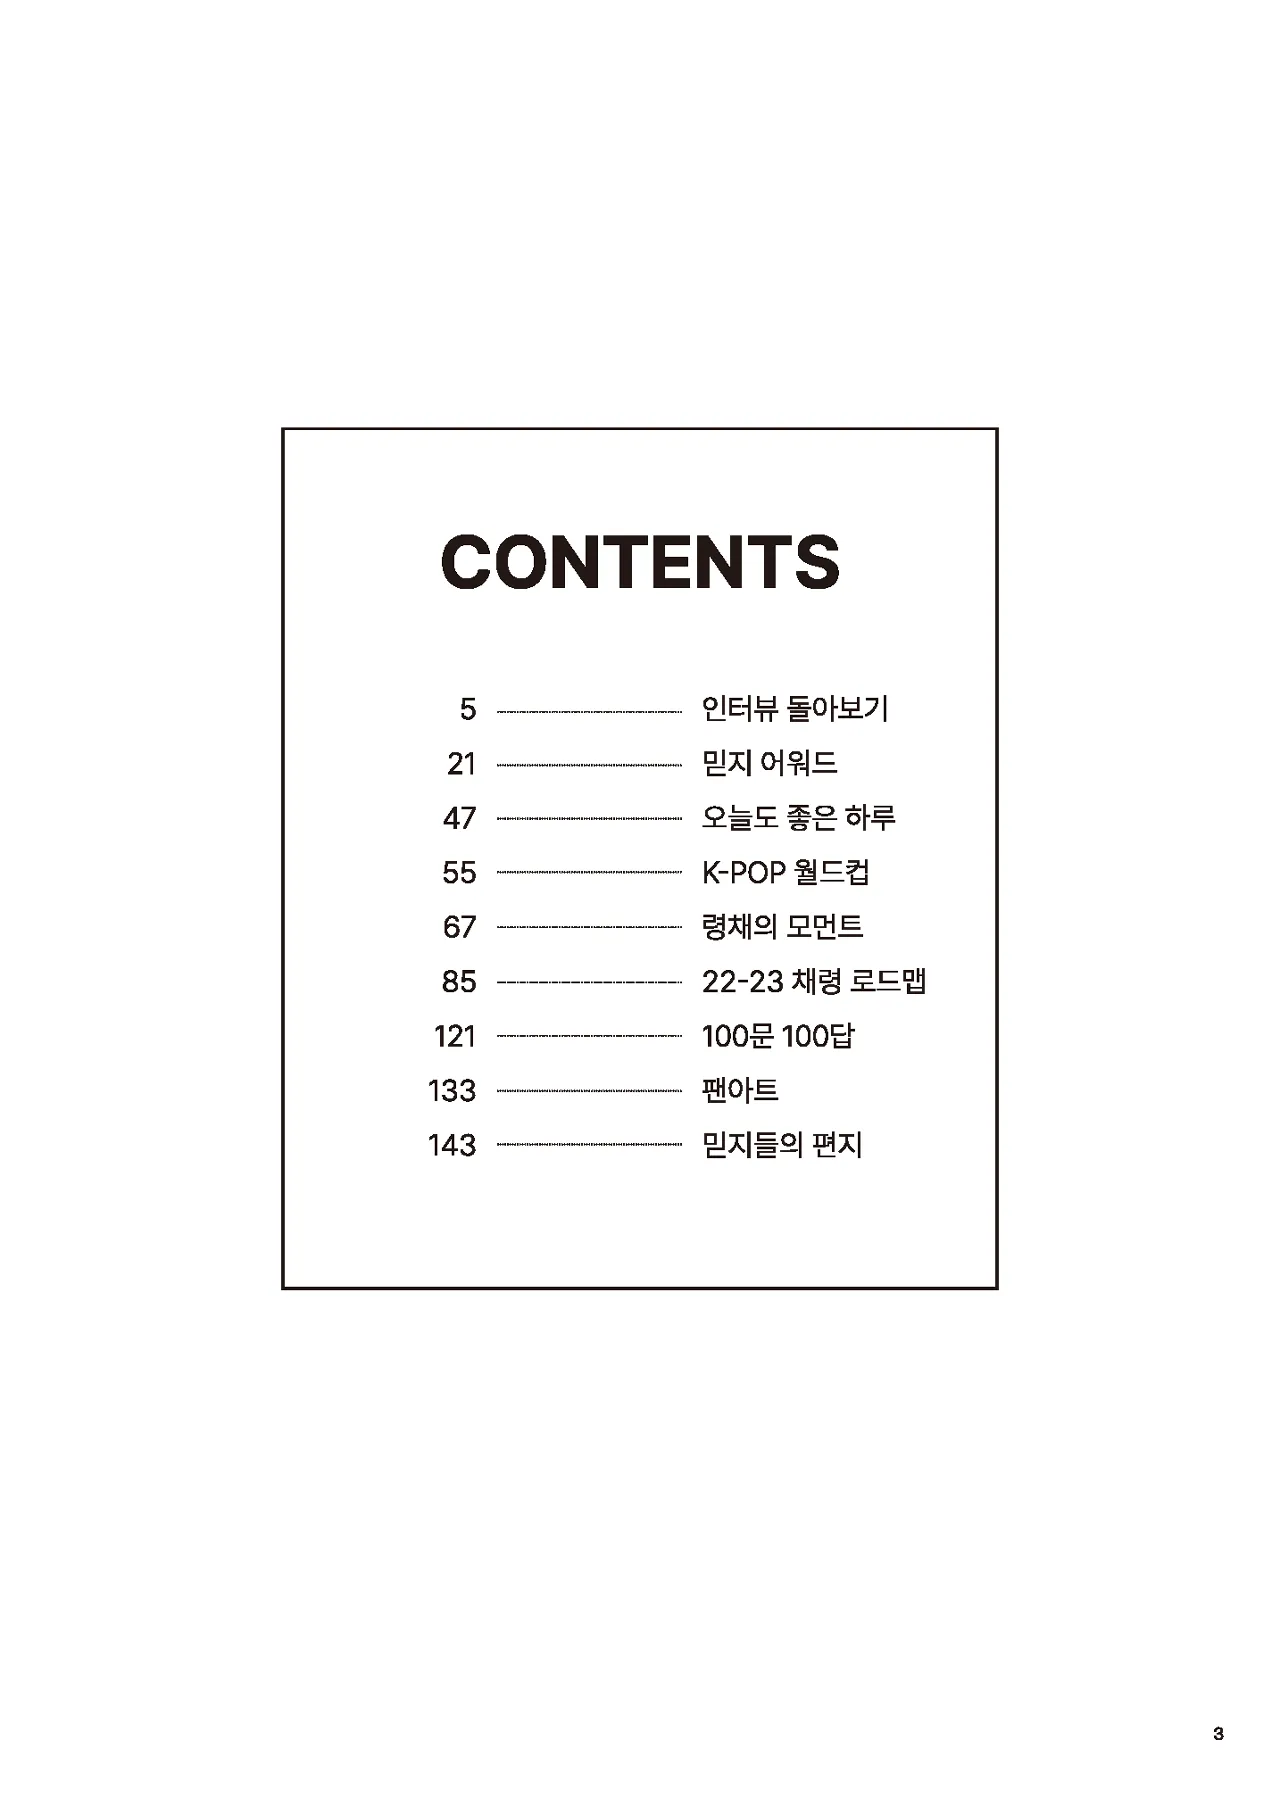 CONTENTS
5 인터뷰 돌아보기
21 믿지 어워드
47 오늘도 좋은 하루
55 K-POP 월드컵
67 령채의 모먼트
85 22-23 채령 로드맵
121 100문 100답
133 팬아트
143 믿지들의 편지
3